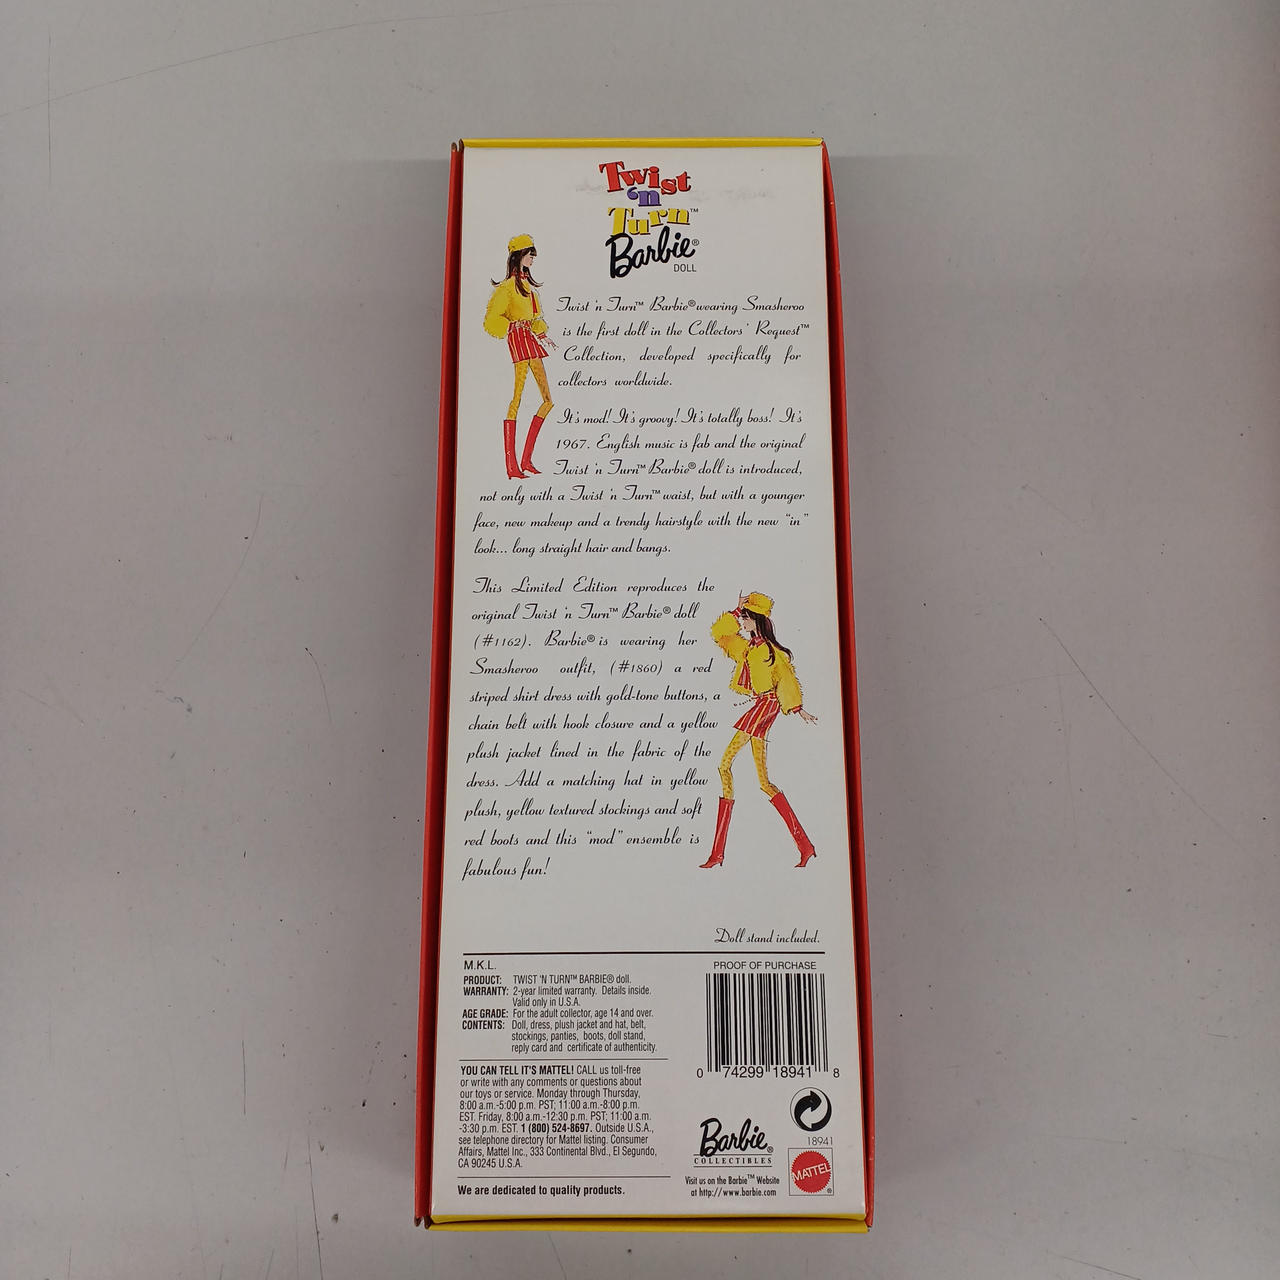 Twist
'n
Turn™
Barbie®
DOLL
Twist 'n Turn™ Barbie® wearing Smasheroo
is the first doll in the Collectors' Request™
Collection, developed specifically for
collectors worldwide.
It's mod! It's groovy! It's totally boss! It's
1967. English music is fab and the original
Twist 'n Turn™ Barbie® doll is introduced,
not only with a Twist 'n Turn™ waist, but with a younger
face, new makeup and a trendy hairstyle with the new "in"
look... long straight hair and bangs.
This Limited Edition reproduces the
original Twist 'n Turn™ Barbie® doll
(#1162). Barbie® is wearing her
Smasheroo outfit, (#1860) a red
striped shirt dress with gold-tone buttons, a
chain belt with hook closure and a yellow
plush jacket lined in the fabric of the
dress. Add a matching hat in yellow
plush, yellow textured stockings and soft
red boots and this "mod" ensemble is
fabulous fun!
Doll stand included.
M.K.L.
PRODUCT: TWIST 'N TURN™ BARBIE® doll.
WARRANTY: 2-year limited warranty. Details inside.
Valid only in U.S.A.
AGE GRADE: For the adult collector, age 14 and over.
CONTENTS: Doll, dress, plush jacket and hat, belt,
stockings, panties, boots, doll stand,
reply card and certificate of authenticity.
YOU CAN TELL IT'S MATTEL! CALL us toll-free
or write with any comments or questions about
our toys or service. Monday through Thursday,
8:00 a.m.-5:00 p.m. PST; 11:00 a.m.-8:00 p.m.
EST. Friday, 8:00 a.m.-12:30 p.m. PST; 11:00 a.m.
-3:30 p.m. EST. 1 (800) 524-8697. Outside U.S.A.,
see telephone directory for Mattel listing. Consumer
Affairs, Mattel Inc., 333 Continental Blvd., El Segundo,
CA 90245 U.S.A.
We are dedicated to quality products.
PROOF OF PURCHASE
0 74299 18941 8
18941
Barbie®
COLLECTIBLES
Visit us on the Barbie™ Website
at http://www.barbie.com
MATTEL®